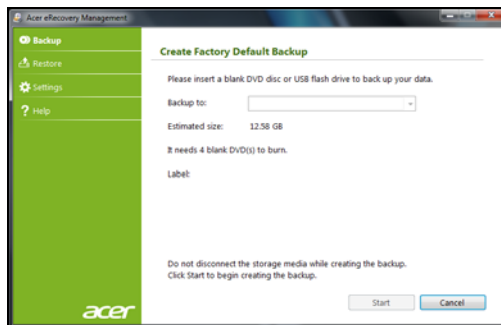 Acer eRecovery Management
Backup
Restore
Settings
Help
Create Factory Default Backup
Please insert a blank DVD disc or USB flash drive to back up your data.
Backup to:
Estimated size: 12.58 GB
It needs 4 blank DVD(s) to burn.
Label:
Do not disconnect the storage media while creating the backup.
Click Start to begin creating the backup.
Start Cancel
acer